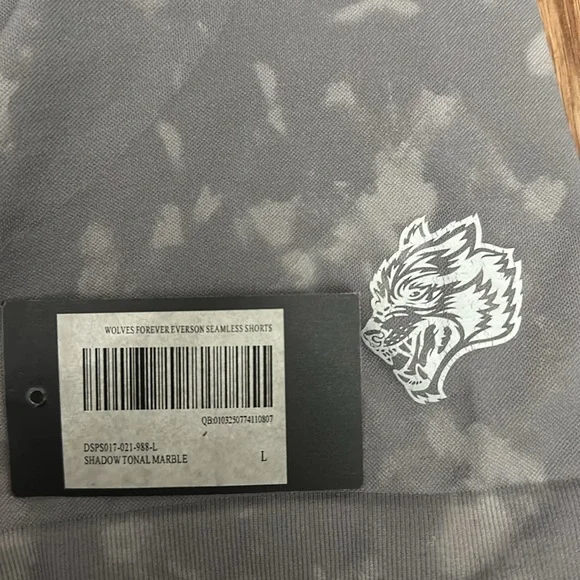 WOLVES FOREVER EVERSON SEAMLESS SHORTS
QB:0103250774110807
DSPS017-021-988-L
SHADOW TONAL MARBLE L